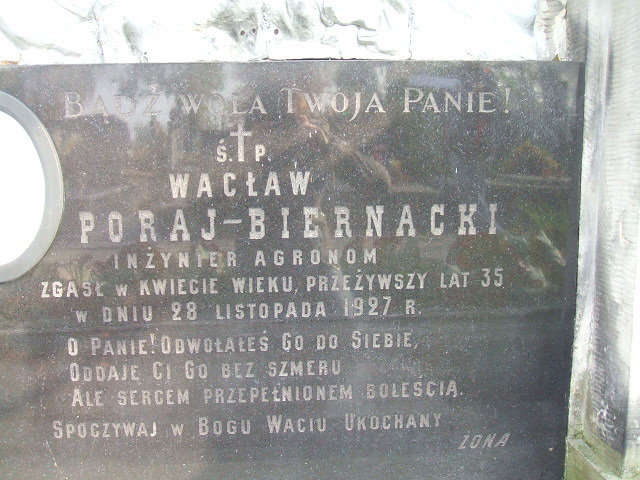 BĄDŹ WOLA TWOJA PANIE!
Ś.†P.
WACŁAW
PORAJ-BIERNACKI
INŻYNIER AGRONOM
ZGASŁ W KWIECIE WIEKU, PRZEŻYWSZY LAT 35
W DNIU 28 LISTOPADA 1927 R.
O PANIE! ODWOŁAŁEŚ GO DO SIEBIE,
ODDAJĘ CI GO BEZ SZMERU
ALE SERCEM PRZEPEŁNIONEM BOLEŚCIĄ.
SPOCZYWAJ W BOGU WACIU UKOCHANY
ŻONA